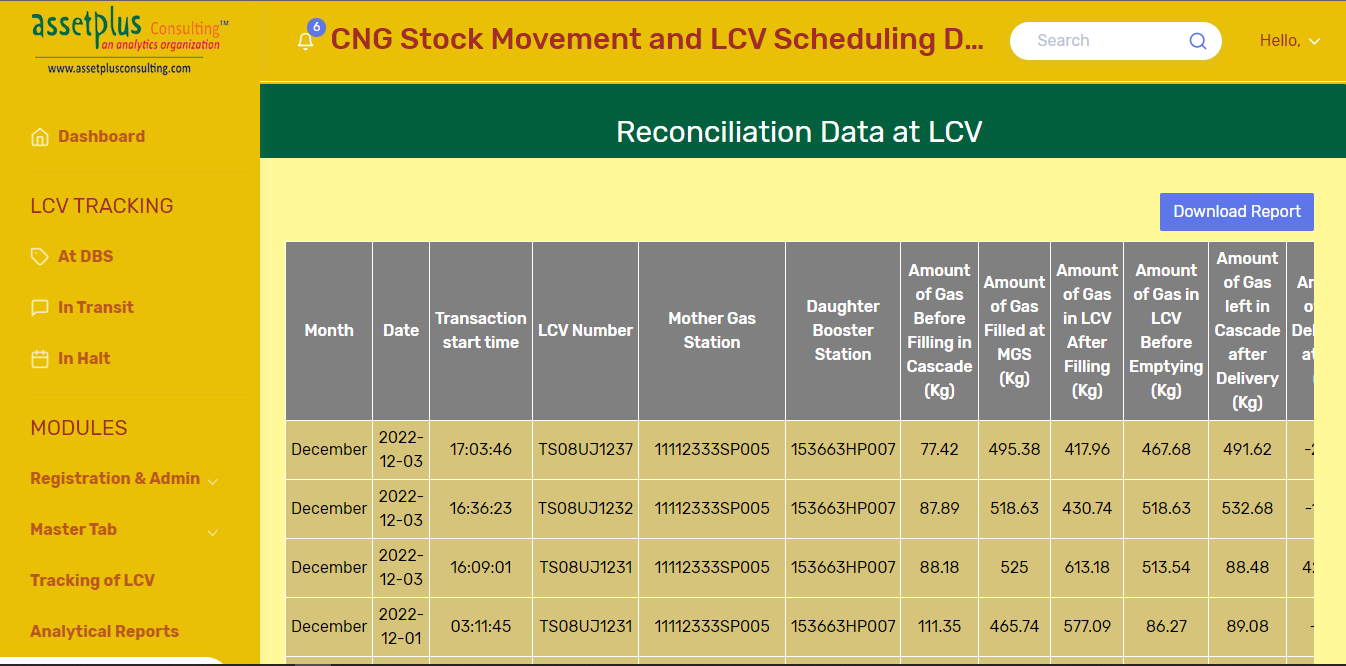 assetplus Consulting™
an analytics organization
www.assetplusconsulting.com
6
CNG Stock Movement and LCV Scheduling D...
Search
Hello,
Dashboard
LCV TRACKING
At DBS
In Transit
In Halt
MODULES
Registration & Admin
Master Tab
Tracking of LCV
Analytical Reports
Reconciliation Data at LCV
Download Report
Month
Date
Transaction
start time
LCV Number
Mother Gas
Station
Daughter
Booster
Station
Amount
of Gas
Before
Filling in
Cascade
(Kg)
Amount
of Gas
Filled at
MGS
(Kg)
Amount
of Gas
in LCV
After
Filling
(Kg)
Amount
of Gas in
LCV
Before
Emptying
(Kg)
Amount
of Gas
left in
Cascade
after
Delivery
(Kg)
December 2022-12-03 17:03:46 TS08UJ1237 11112333SP005 153663HP007 77.42 495.38 417.96 467.68 491.62
December 2022-12-03 16:36:23 TS08UJ1232 11112333SP005 153663HP007 87.89 518.63 430.74 518.63 532.68
December 2022-12-03 16:09:01 TS08UJ1231 11112333SP005 153663HP007 88.18 525 613.18 513.54 88.48
December 2022-12-01 03:11:45 TS08UJ1231 11112333SP005 153663HP007 111.35 465.74 577.09 86.27 89.08